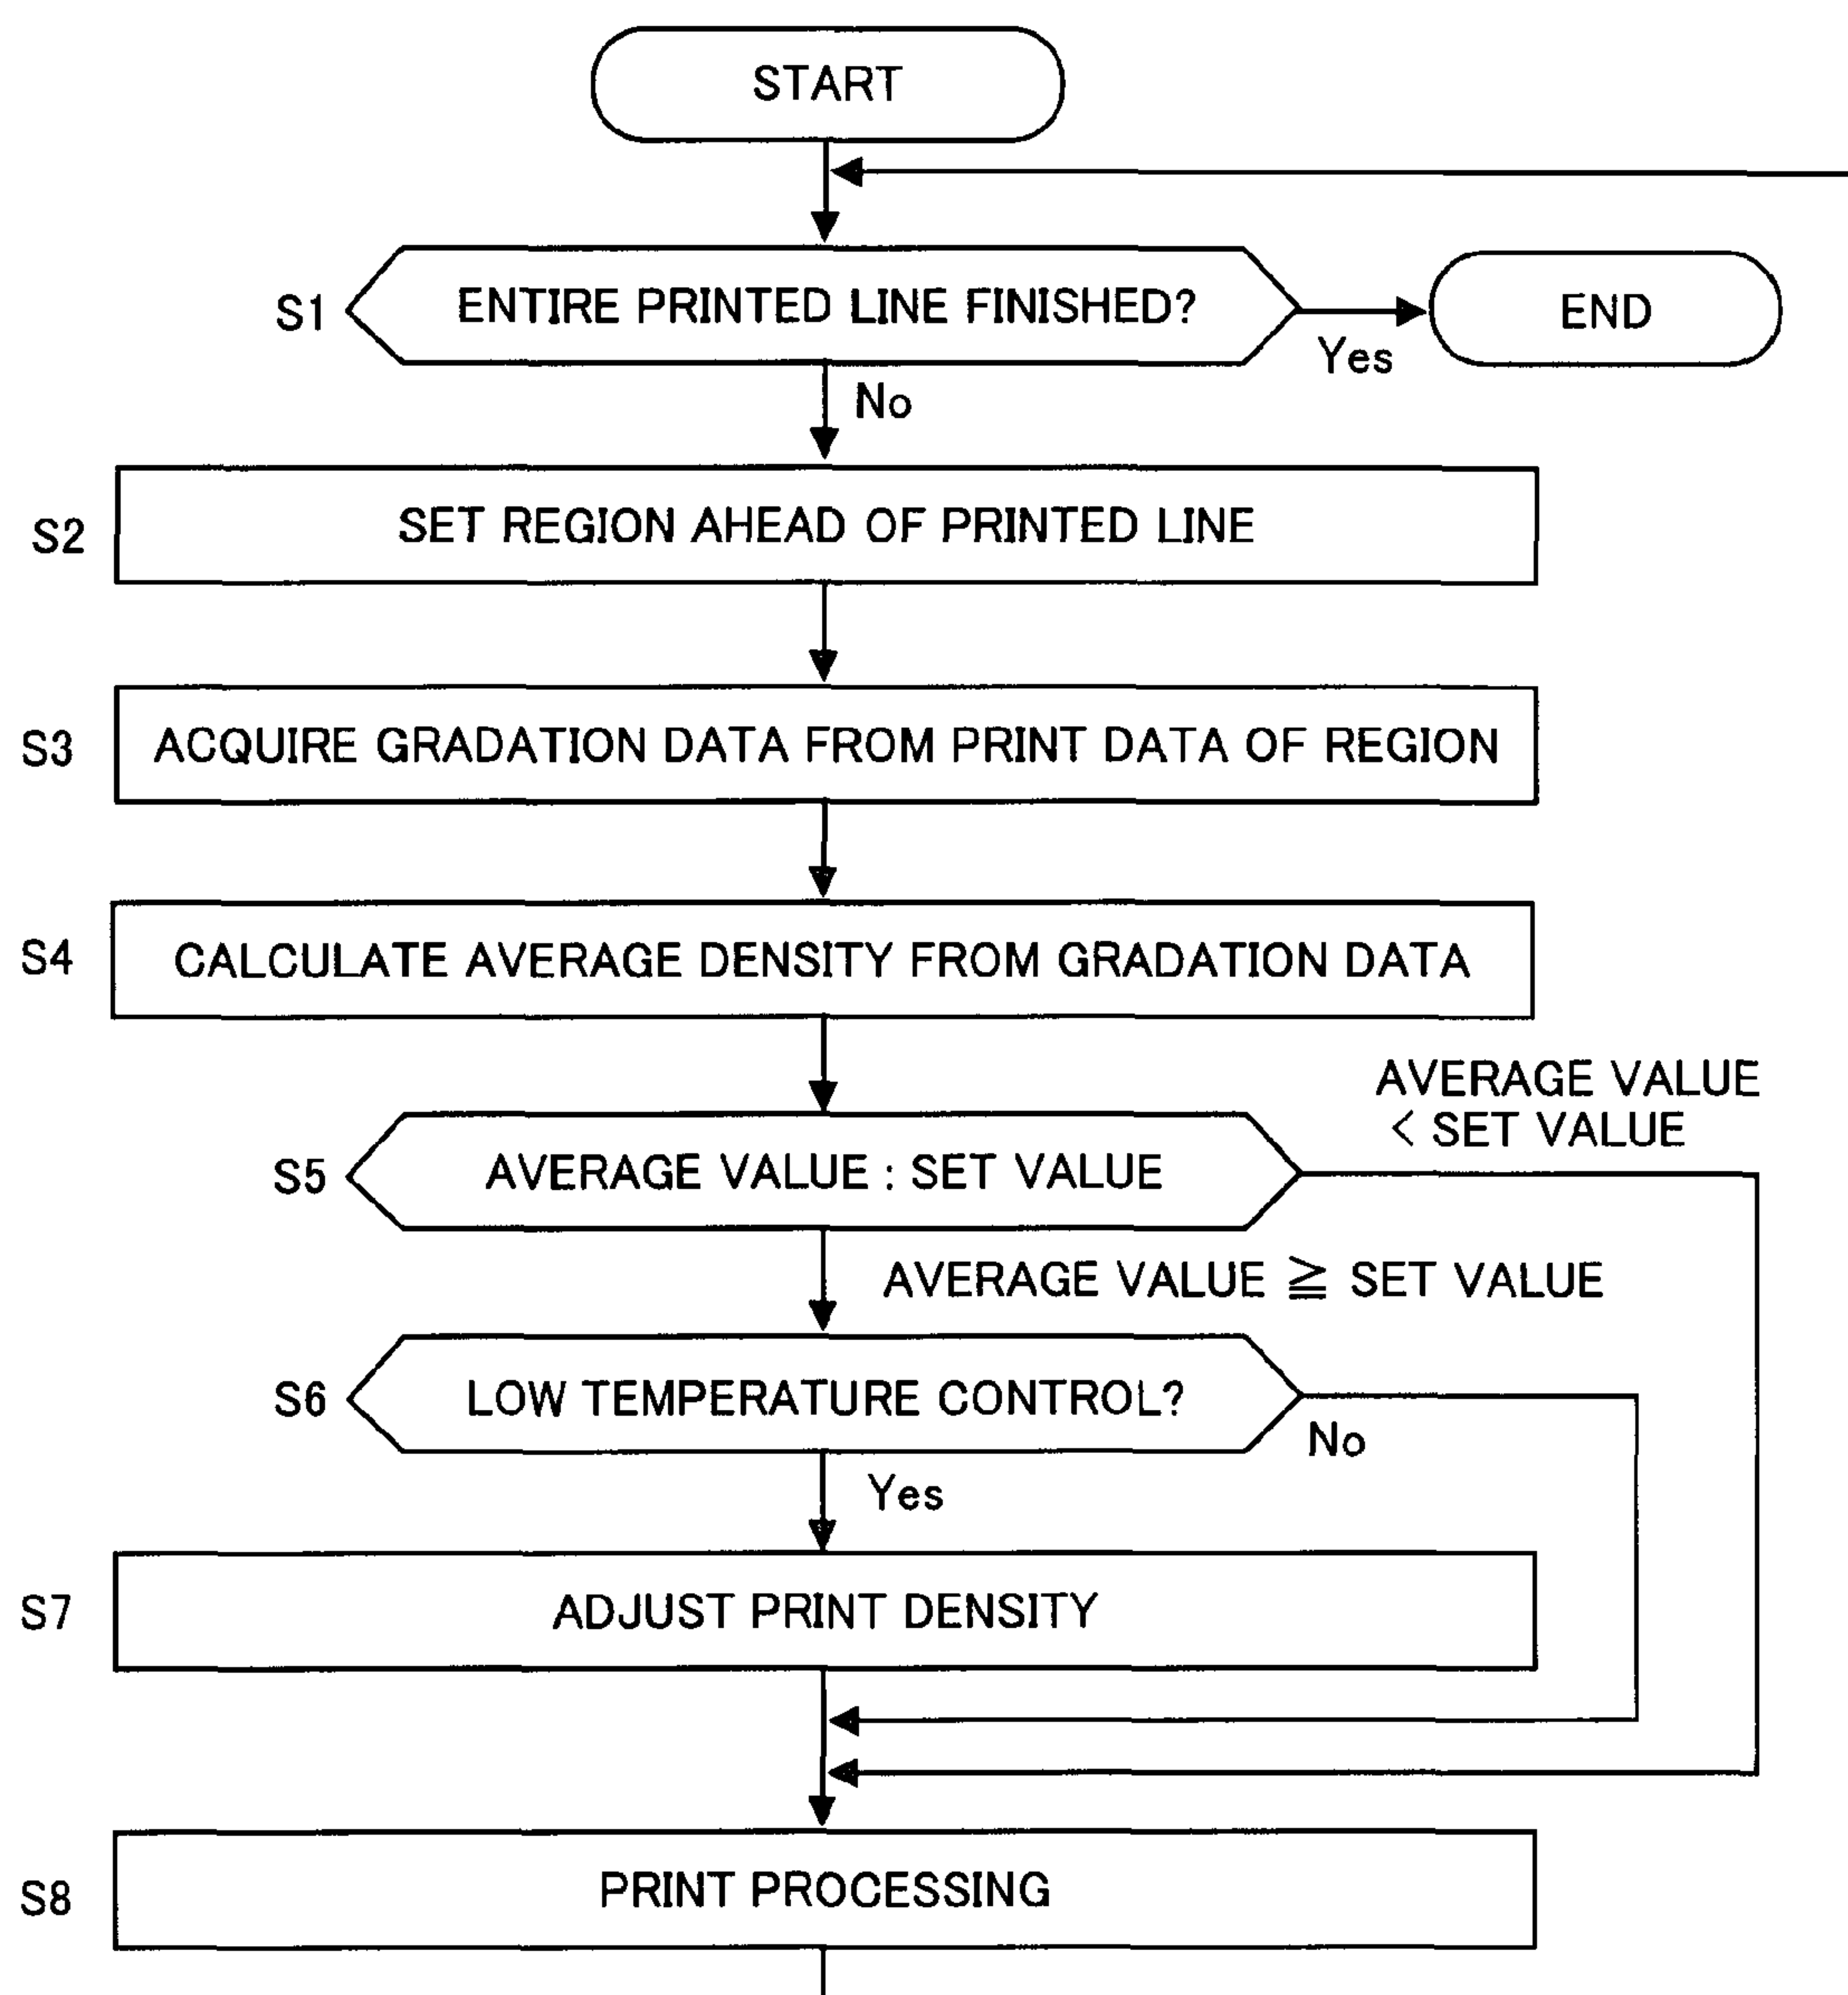 START
S1
ENTIRE PRINTED LINE FINISHED?
Yes
END
No
S2
SET REGION AHEAD OF PRINTED LINE
S3
ACQUIRE GRADATION DATA FROM PRINT DATA OF REGION
S4
CALCULATE AVERAGE DENSITY FROM GRADATION DATA
AVERAGE VALUE
< SET VALUE
S5
AVERAGE VALUE : SET VALUE
AVERAGE VALUE ≧ SET VALUE
S6
LOW TEMPERATURE CONTROL?
No
Yes
S7
ADJUST PRINT DENSITY
S8
PRINT PROCESSING